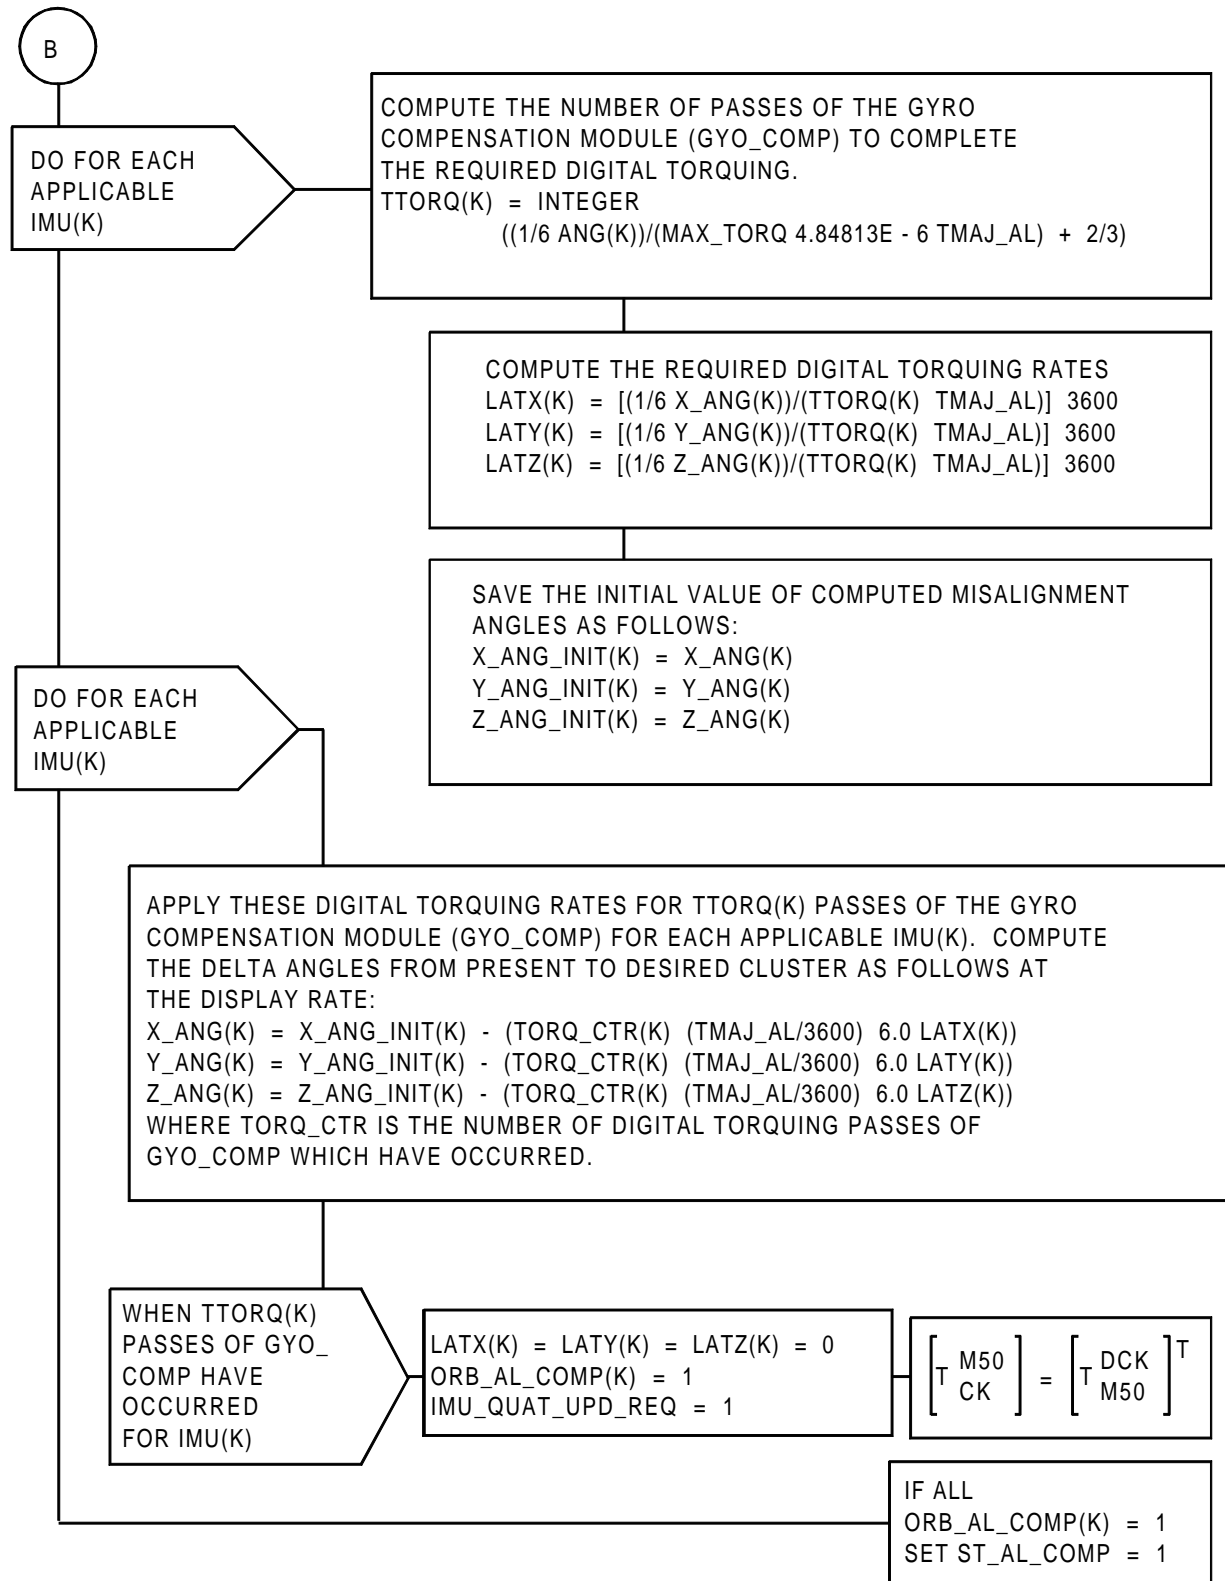 B
DO FOR EACH
APPLICABLE
IMU(K)
COMPUTE THE NUMBER OF PASSES OF THE GYRO
COMPENSATION MODULE (GYO_COMP) TO COMPLETE
THE REQUIRED DIGITAL TORQUING.
TTORQ(K) = INTEGER
((1/6 ANG(K))/(MAX_TORQ 4.84813E - 6 TMAJ_AL) + 2/3)
COMPUTE THE REQUIRED DIGITAL TORQUING RATES
LATX(K) = [(1/6 X_ANG(K))/(TTORQ(K) TMAJ_AL)] 3600
LATY(K) = [(1/6 Y_ANG(K))/(TTORQ(K) TMAJ_AL)] 3600
LATZ(K) = [(1/6 Z_ANG(K))/(TTORQ(K) TMAJ_AL)] 3600
SAVE THE INITIAL VALUE OF COMPUTED MISALIGNMENT
ANGLES AS FOLLOWS:
X_ANG_INIT(K) = X_ANG(K)
Y_ANG_INIT(K) = Y_ANG(K)
Z_ANG_INIT(K) = Z_ANG(K)
DO FOR EACH
APPLICABLE
IMU(K)
APPLY THESE DIGITAL TORQUING RATES FOR TTORQ(K) PASSES OF THE GYRO
COMPENSATION MODULE (GYO_COMP) FOR EACH APPLICABLE IMU(K). COMPUTE
THE DELTA ANGLES FROM PRESENT TO DESIRED CLUSTER AS FOLLOWS AT
THE DISPLAY RATE:
X_ANG(K) = X_ANG_INIT(K) - (TORQ_CTR(K) (TMAJ_AL/3600) 6.0 LATX(K))
Y_ANG(K) = Y_ANG_INIT(K) - (TORQ_CTR(K) (TMAJ_AL/3600) 6.0 LATY(K))
Z_ANG(K) = Z_ANG_INIT(K) - (TORQ_CTR(K) (TMAJ_AL/3600) 6.0 LATZ(K))
WHERE TORQ_CTR IS THE NUMBER OF DIGITAL TORQUING PASSES OF
GYO_COMP WHICH HAVE OCCURRED.
WHEN TTORQ(K)
PASSES OF GYO_
COMP HAVE
OCCURRED
FOR IMU(K)
LATX(K) = LATY(K) = LATZ(K) = 0
ORB_AL_COMP(K) = 1
IMU_QUAT_UPD_REQ = 1
[T M50 CK] = [T DCK M50] T
IF ALL
ORB_AL_COMP(K) = 1
SET ST_AL_COMP = 1